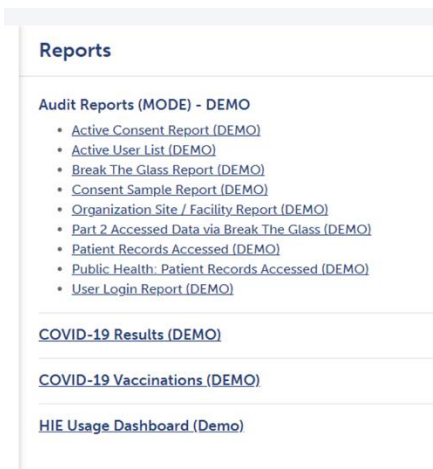 Reports
Audit Reports (MODE) - DEMO
• Active Consent Report (DEMO)
• Active User List (DEMO)
• Break The Glass Report (DEMO)
• Consent Sample Report (DEMO)
• Organization Site / Facility Report (DEMO)
• Part 2 Accessed Data via Break The Glass (DEMO)
• Patient Records Accessed (DEMO)
• Public Health: Patient Records Accessed (DEMO)
• User Login Report (DEMO)
COVID-19 Results (DEMO)
COVID-19 Vaccinations (DEMO)
HIE Usage Dashboard (Demo)